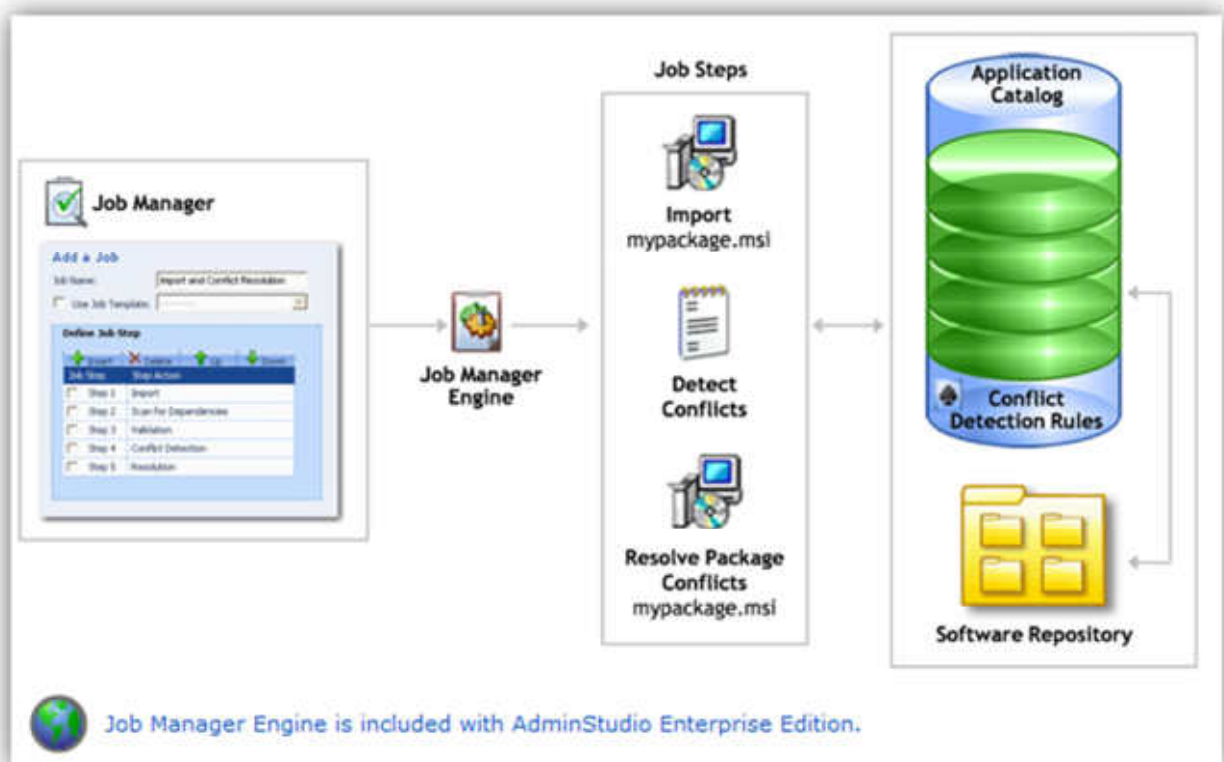 Job Manager
Add a Job
Job Name: Import and Conflict Resolution
Use Job Template:
Define Job Step
Insert Delete Up Down
Job Step Step Action
Step 1 Import
Step 2 Scan for Dependencies
Step 3 Validation
Step 4 Conflict Detection
Step 5 Resolution
Job Manager
Engine
Job Steps
Import
mypackage.msi
Detect
Conflicts
Resolve Package
Conflicts
mypackage.msi
Application
Catalog
Conflict
Detection Rules
Software Repository
Job Manager Engine is included with AdminStudio Enterprise Edition.